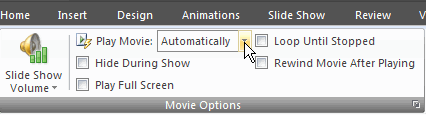 Home Insert Design Animations Slide Show Review
Play Movie: Automatically Loop Until Stopped
Slide Show Volume Hide During Show Rewind Movie After Playing
Play Full Screen
Movie Options